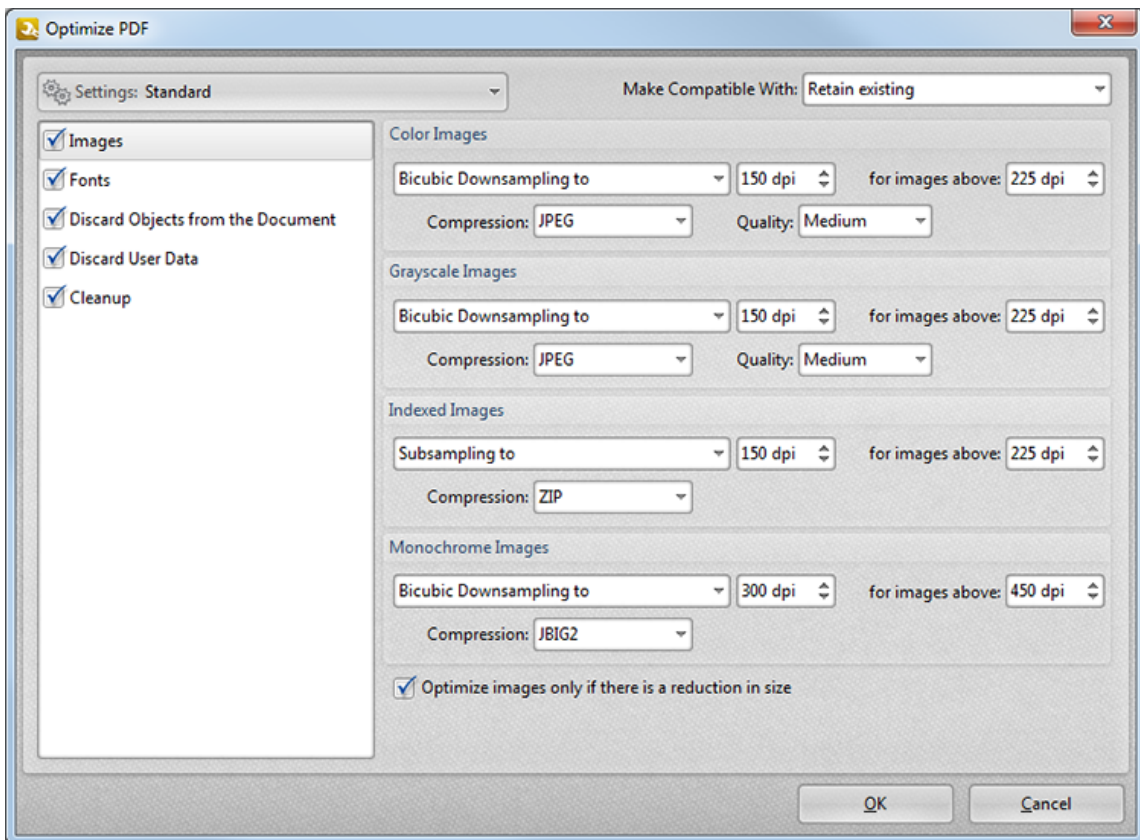 Optimize PDF
Settings: Standard
Make Compatible With: Retain existing
Images
Fonts
Discard Objects from the Document
Discard User Data
Cleanup
Color Images
Bicubic Downsampling to 150 dpi for images above: 225 dpi
Compression: JPEG Quality: Medium
Grayscale Images
Bicubic Downsampling to 150 dpi for images above: 225 dpi
Compression: JPEG Quality: Medium
Indexed Images
Subsampling to 150 dpi for images above: 225 dpi
Compression: ZIP
Monochrome Images
Bicubic Downsampling to 300 dpi for images above: 450 dpi
Compression: JBIG2
Optimize images only if there is a reduction in size
OK Cancel